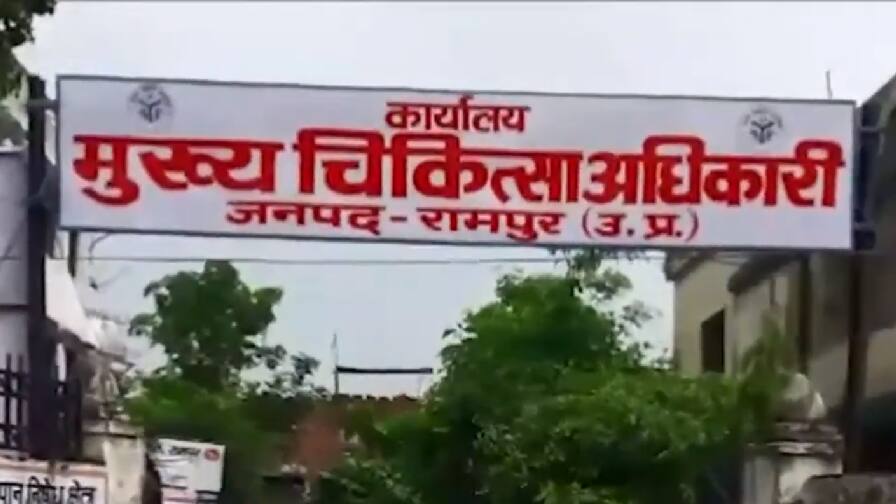 कार्यालय
मुख्य चिकित्सा अधिकारी
जनपद - रामपुर (उ. प्र.)
निषेध क्षेत्र